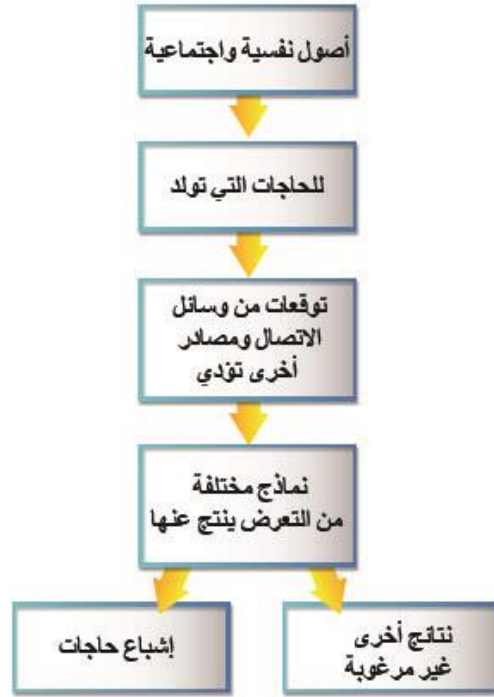 أصول نفسية واجتماعية
للحاجات التي تولد
توقعات من وسائل
الاتصال ومصادر
أخرى تؤدي
نماذج مختلفة
من التعرض ينتج عنها
نتائج أخرى
غير مرغوبة
إشباع حاجات